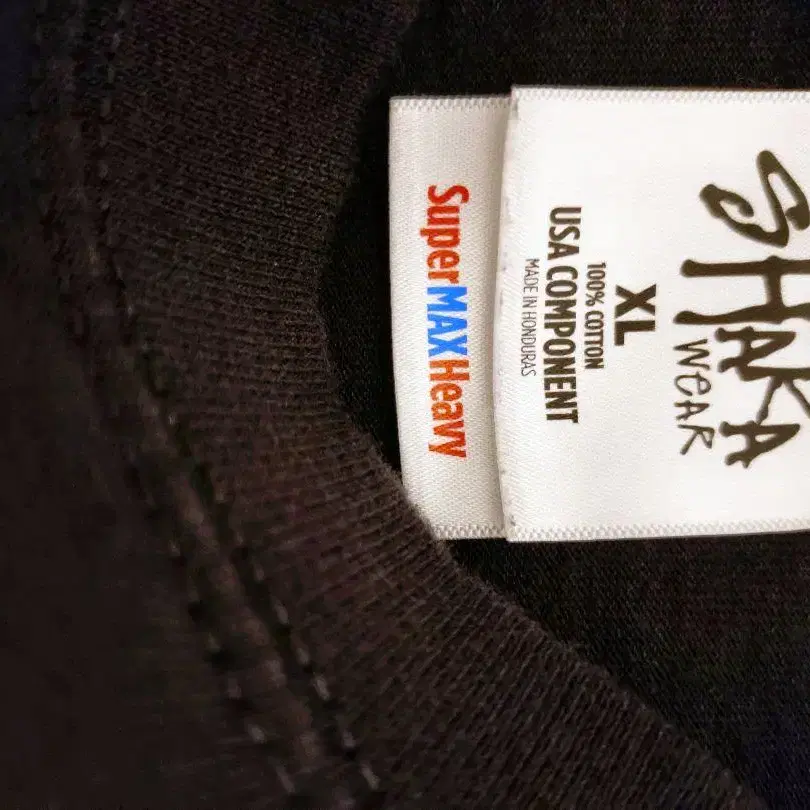 SHAKA
WEAR
XL
100% COTTON
USA COMPONENT
MADE IN HONDURAS
SuperMAXHeavy